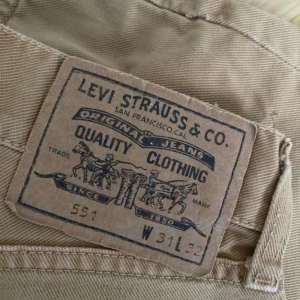 LEVI STRAUSS & CO.
SAN FRANCISCO, CAL.
ORIGINAL JEANS
QUALITY CLOTHING
TRADE MARK
SINCE 1850
551
W 31 L 32